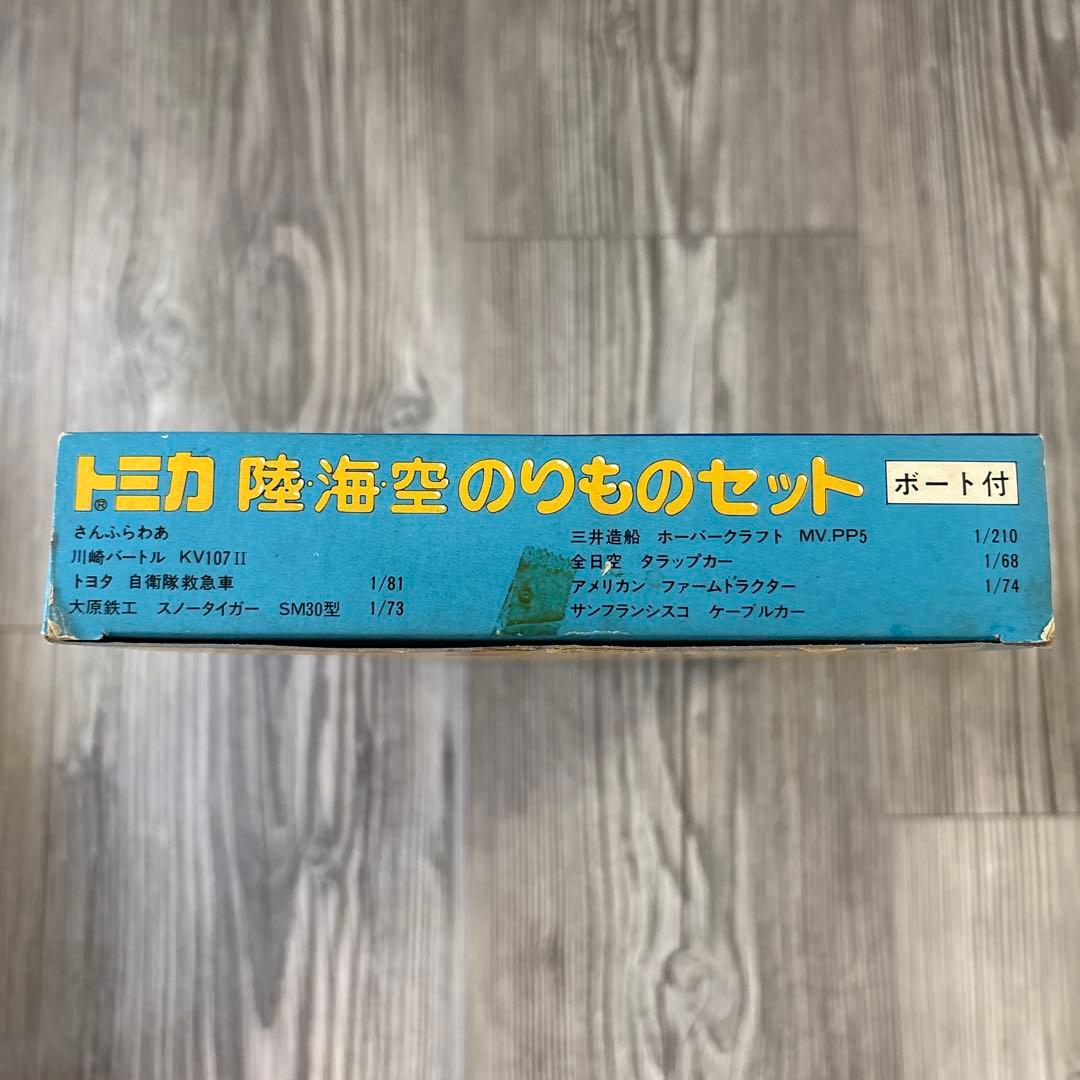 トミカ® 陸・海・空のりものセット ボート付
さんふらわあ
川崎バートル KV107II
トヨタ 自衛隊救急車 1/81
大原鉄工 スノータイガー SM30型 1/73
三井造船 ホーバークラフト MV.PP5 1/210
全日空 タラップカー 1/68
アメリカン ファームトラクター 1/74
サンフランシスコ ケーブルカー